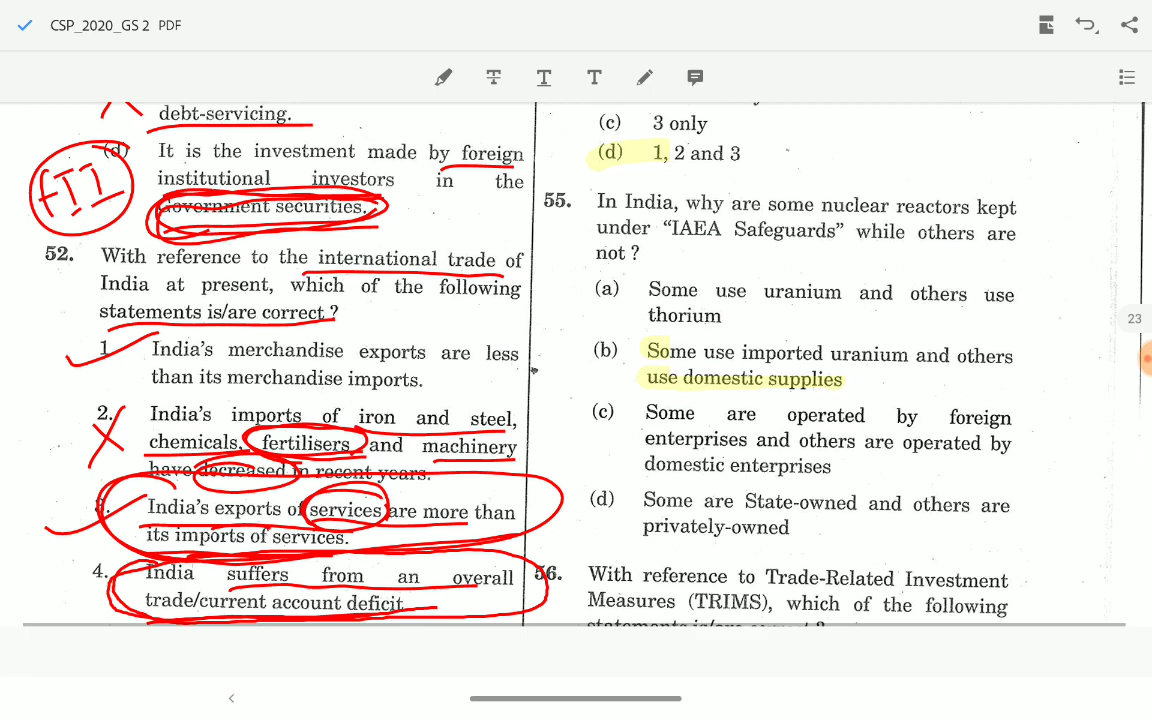 CSP_2020_GS 2 PDF
debt-servicing.
(d) It is the investment made by foreign
institutional investors in the
Government securities.
FII
52. With reference to the international trade of
India at present, which of the following
statements is/are correct ?
1. India's merchandise exports are less
than its merchandise imports.
2. India's imports of iron and steel,
chemicals, fertilisers and machinery
have decreased in recent years.
3. India's exports of services are more than
its imports of services.
4. India suffers from an overall
trade/current account deficit.
(c) 3 only
(d) 1, 2 and 3
55. In India, why are some nuclear reactors kept
under “IAEA Safeguards” while others are
not ?
(a) Some use uranium and others use
thorium
(b) Some use imported uranium and others
use domestic supplies
(c) Some are operated by foreign
enterprises and others are operated by
domestic enterprises
(d) Some are State-owned and others are
privately-owned
56. With reference to Trade-Related Investment
Measures (TRIMS), which of the following
statements is/are correct ?
23